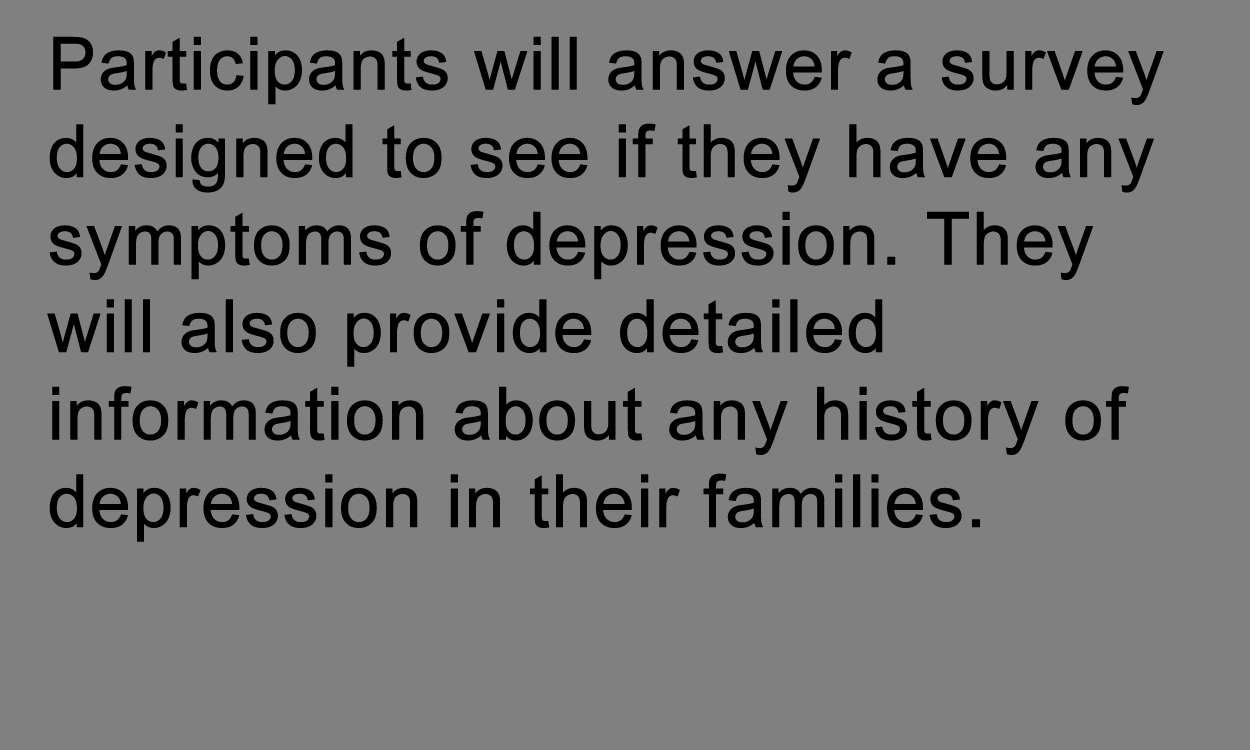 Participants will answer a survey
designed to see if they have any
symptoms of depression. They
will also provide detailed
information about any history of
depression in their families.